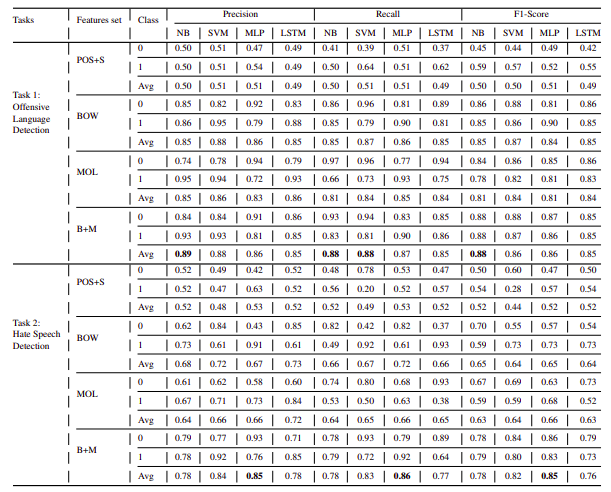 Tasks Features set Class Precision Recall F1-Score
NB SVM MLP LSTM NB SVM MLP LSTM NB SVM MLP LSTM
Task 1:
Offensive
Language
Detection
POS+S
0 0.50 0.51 0.47 0.49 0.41 0.39 0.51 0.37 0.45 0.44 0.49 0.42
1 0.50 0.51 0.54 0.49 0.50 0.64 0.51 0.62 0.59 0.57 0.52 0.55
Avg 0.50 0.51 0.51 0.49 0.50 0.51 0.51 0.49 0.50 0.50 0.51 0.49
BOW
0 0.85 0.82 0.92 0.83 0.86 0.96 0.81 0.89 0.86 0.88 0.81 0.86
1 0.86 0.95 0.79 0.88 0.85 0.79 0.90 0.81 0.85 0.86 0.90 0.85
Avg 0.85 0.88 0.86 0.85 0.85 0.87 0.86 0.85 0.85 0.87 0.84 0.85
MOL
0 0.74 0.78 0.94 0.79 0.97 0.96 0.77 0.94 0.84 0.86 0.85 0.86
1 0.95 0.94 0.72 0.93 0.66 0.73 0.93 0.75 0.78 0.82 0.81 0.83
Avg 0.85 0.86 0.83 0.86 0.81 0.84 0.85 0.84 0.81 0.84 0.81 0.84
B+M
0 0.84 0.84 0.91 0.86 0.93 0.94 0.83 0.85 0.88 0.88 0.87 0.85
1 0.93 0.93 0.81 0.85 0.83 0.81 0.90 0.86 0.88 0.87 0.86 0.85
Avg 0.89 0.88 0.86 0.85 0.88 0.88 0.87 0.85 0.88 0.86 0.86 0.85
Task 2:
Hate Speech
Detection
POS+S
0 0.52 0.49 0.42 0.52 0.48 0.78 0.53 0.47 0.50 0.60 0.47 0.50
1 0.52 0.47 0.63 0.52 0.56 0.20 0.52 0.57 0.54 0.28 0.57 0.54
Avg 0.52 0.48 0.53 0.52 0.52 0.49 0.53 0.52 0.52 0.44 0.52 0.52
BOW
0 0.62 0.84 0.43 0.85 0.82 0.42 0.82 0.37 0.70 0.55 0.57 0.54
1 0.73 0.61 0.91 0.61 0.49 0.92 0.61 0.93 0.59 0.73 0.73 0.73
Avg 0.68 0.72 0.67 0.73 0.66 0.67 0.72 0.66 0.65 0.64 0.65 0.64
MOL
0 0.61 0.62 0.58 0.60 0.74 0.80 0.68 0.93 0.67 0.69 0.63 0.73
1 0.67 0.71 0.73 0.84 0.53 0.50 0.63 0.38 0.59 0.59 0.68 0.52
Avg 0.64 0.66 0.66 0.72 0.64 0.65 0.66 0.65 0.63 0.64 0.66 0.63
B+M
0 0.79 0.77 0.93 0.71 0.78 0.93 0.79 0.89 0.78 0.84 0.86 0.79
1 0.78 0.92 0.76 0.85 0.79 0.72 0.92 0.64 0.79 0.80 0.83 0.73
Avg 0.78 0.84 0.85 0.78 0.78 0.83 0.86 0.77 0.78 0.82 0.85 0.76